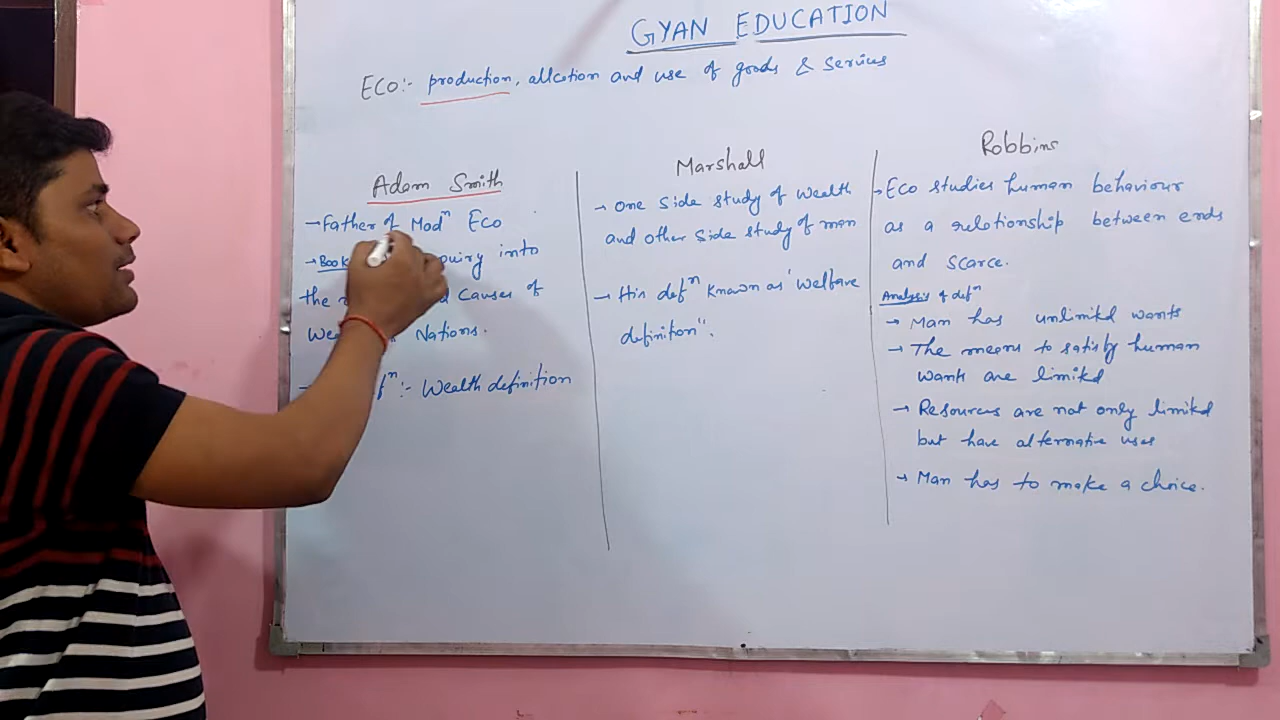 GYAN EDUCATION
ECO:- production, allcotion and use of goods & services
Adam Smith
→ Father of Modⁿ Eco
→ Book into
the causes of
Nations.
:- Wealth definition
Marshall
→ One side study of wealth
and other side study of man
→ His defⁿ known as "welfare
definition".
Robbins
→ Eco studies human behaviour
as a relationship between ends
and scarce.
Analysis of defⁿ
→ Man has unlimited wants
→ The means to satisfy human
wants are limited
→ Resources are not only limited
but have alternative uses
→ Man has to make a choice.